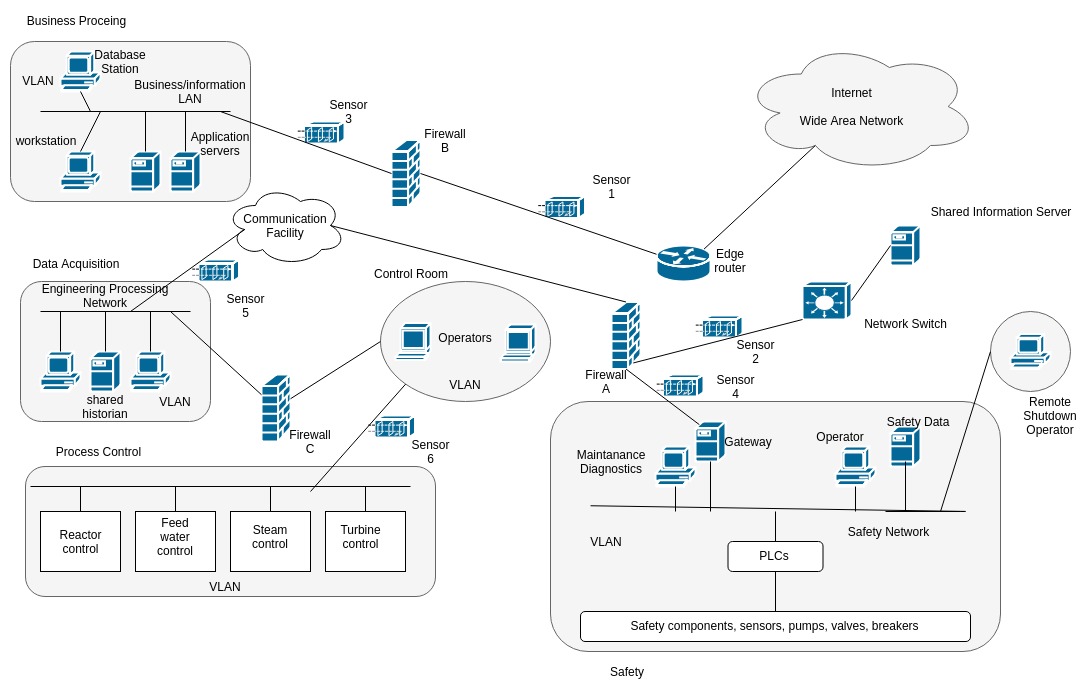 Business Proceing
Database
Station
VLAN
Business/information
LAN
workstation
Application
servers
Sensor
3
Firewall
B
Sensor
1
Internet
Wide Area Network
Shared Information Server
Edge
router
Communication
Facility
Data Acquisition
Engineering Processing
Network
shared
historian
VLAN
Sensor
5
Control Room
Operators
VLAN
Firewall
A
Sensor
2
Network Switch
Sensor
4
Remote
Shutdown
Operator
Firewall
C
Sensor
6
Process Control
Reactor
control
Feed
water
control
Steam
control
Turbine
control
VLAN
Maintanance
Diagnostics
Gateway
Operator
Safety Data
VLAN
Safety Network
PLCs
Safety components, sensors, pumps, valves, breakers
Safety